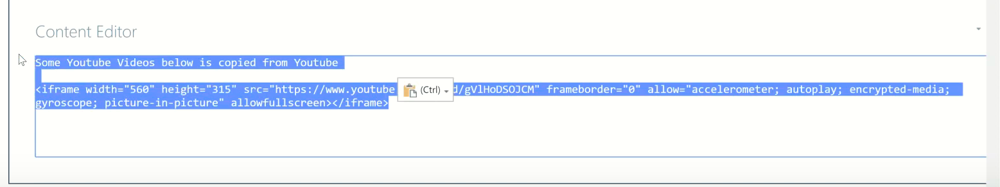 Content Editor
Some Youtube Videos below is copied from Youtube
<iframe width="560" height="315" src="https://www.youtube (Ctrl) d/gVlHoDSOJCM" frameborder="0" allow="accelerometer; autoplay; encrypted-media;
gyroscope; picture-in-picture" allowfullscreen></iframe>